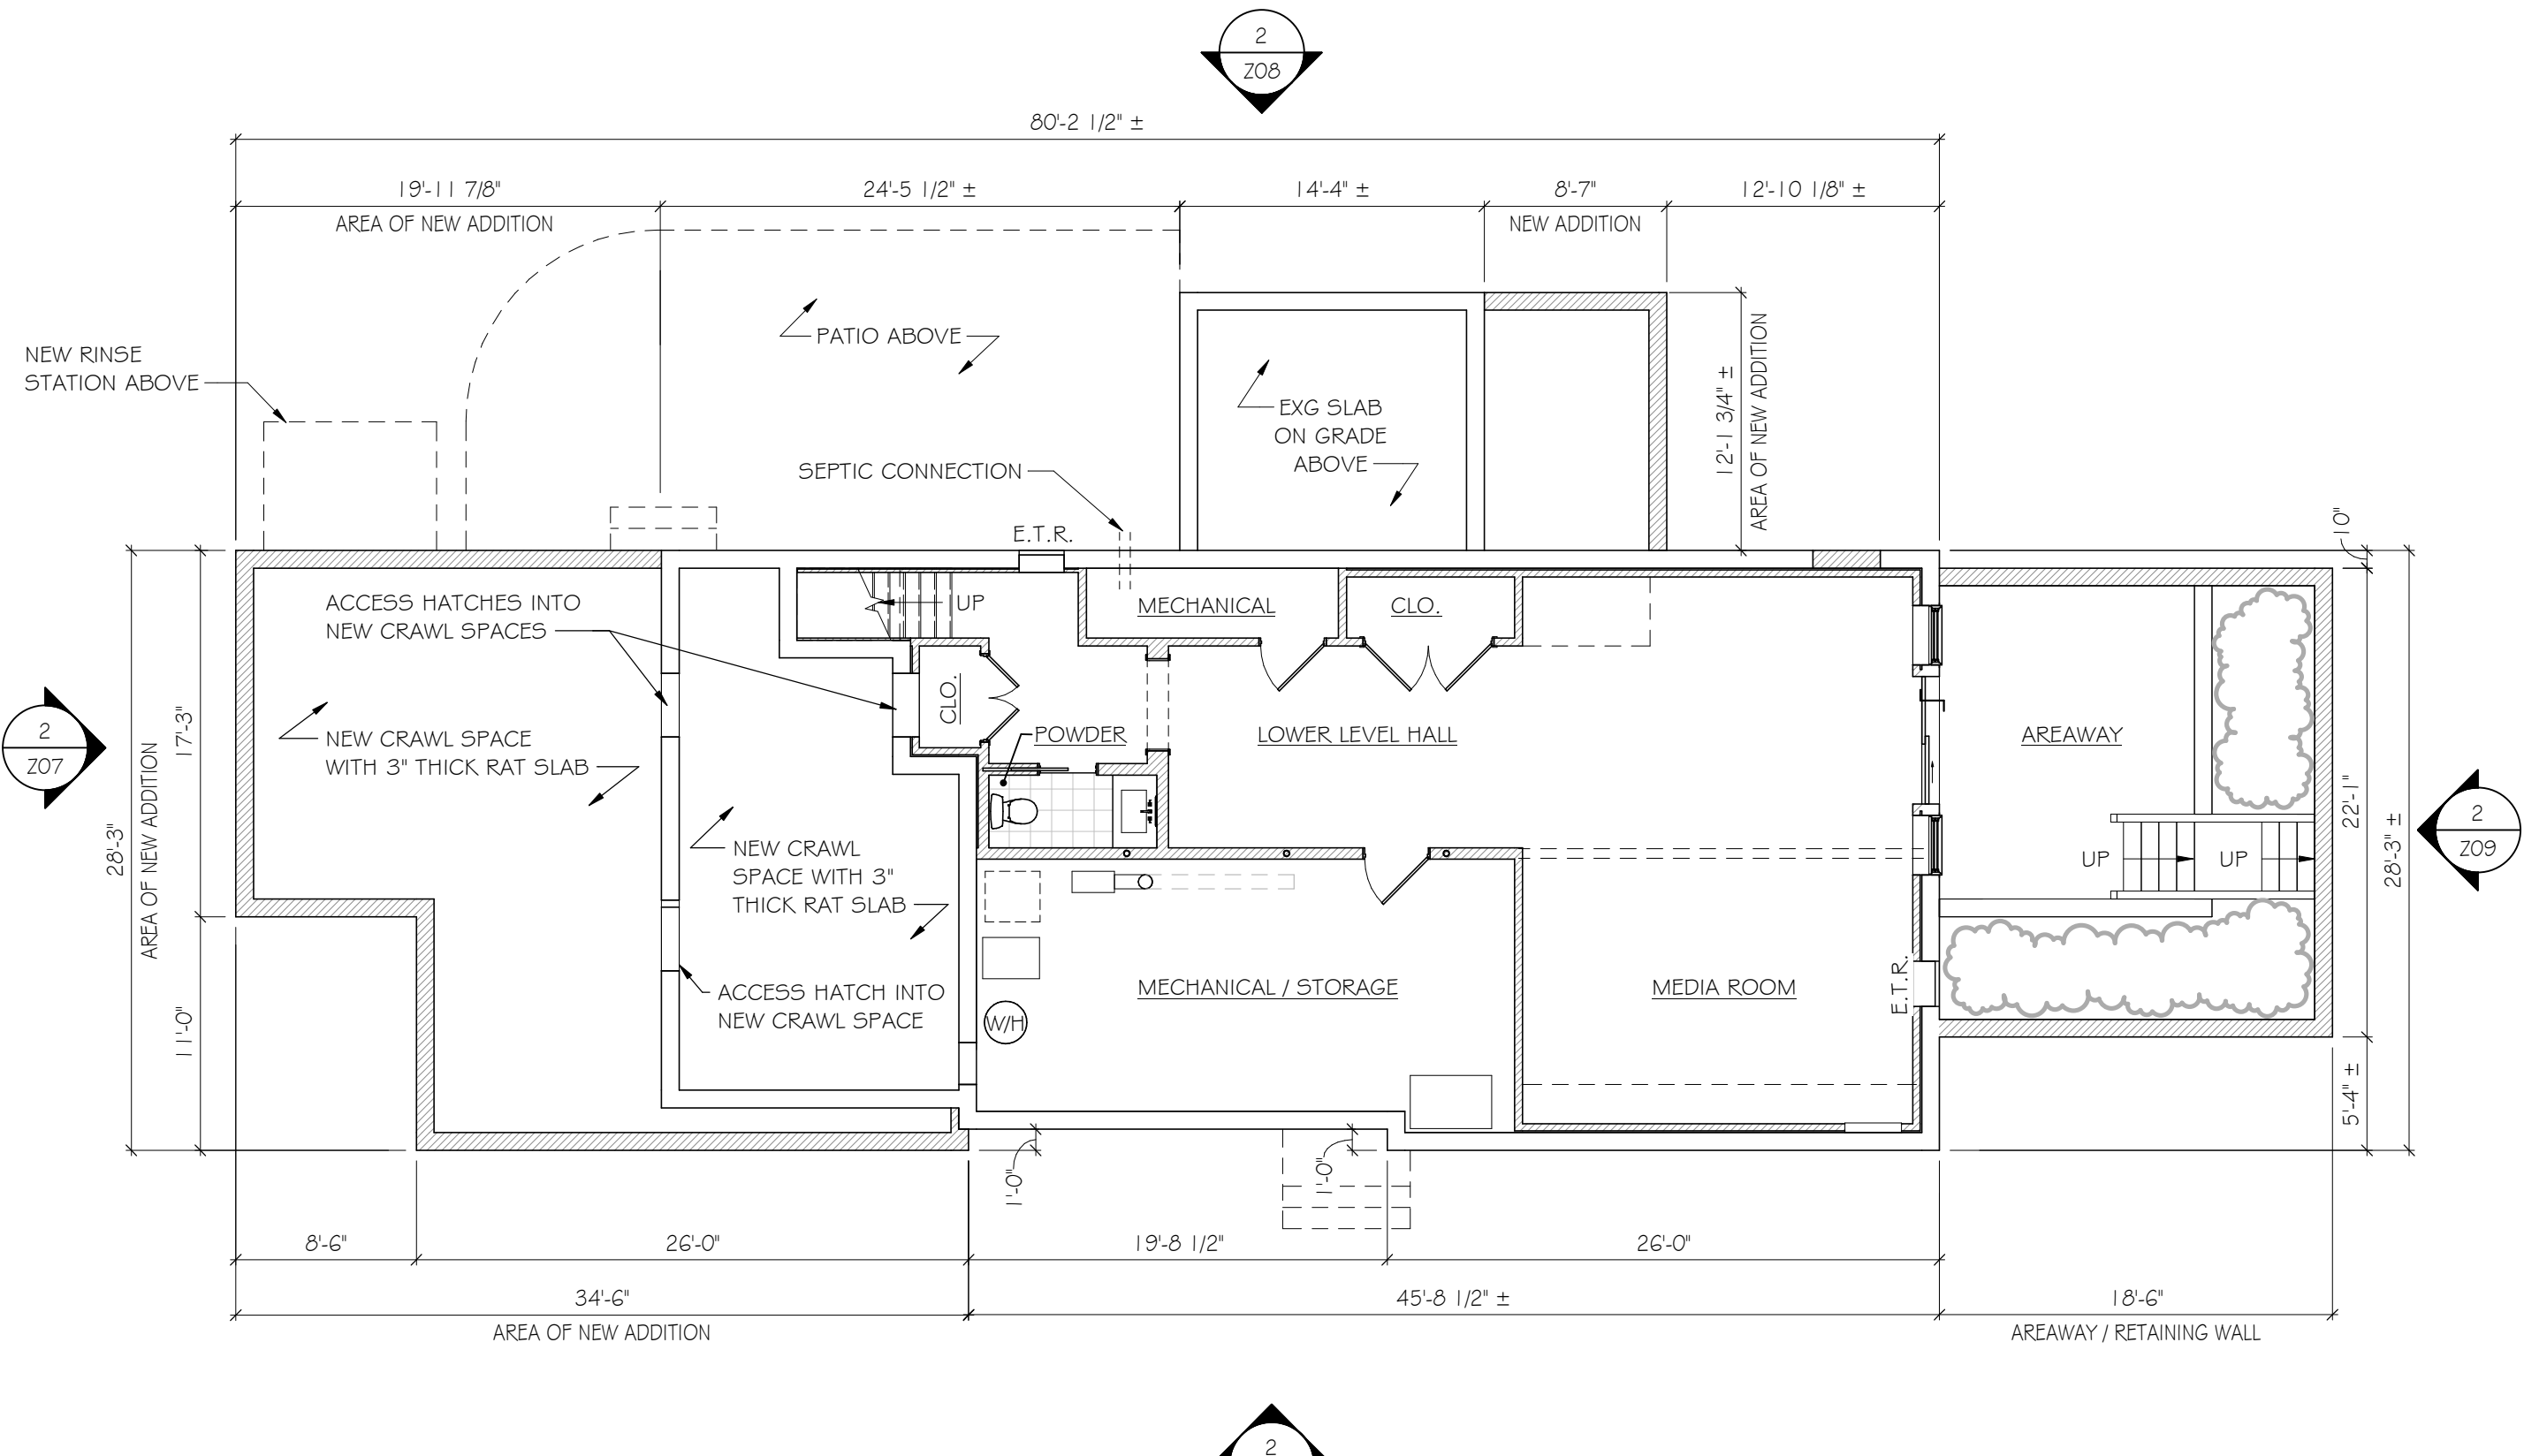 2
Z08
80'-2 1/2" ±
19'-11 7/8"
24'-5 1/2" ±
14'-4" ±
8'-7"
12'-10 1/8" ±
AREA OF NEW ADDITION
NEW ADDITION
PATIO ABOVE
NEW RINSE
STATION ABOVE
EXG SLAB
ON GRADE
ABOVE
12'-1 3/4" ±
AREA OF NEW ADDITION
SEPTIC CONNECTION
E.T.R.
10"
ACCESS HATCHES INTO
NEW CRAWL SPACES
UP
MECHANICAL
CLO.
CLO.
POWDER
LOWER LEVEL HALL
AREAWAY
2
Z07
NEW CRAWL SPACE
WITH 3" THICK RAT SLAB
17'-3"
28'-3"
AREA OF NEW ADDITION
11'-0"
22'-1"
28'-3" ±
2
Z09
UP
UP
NEW CRAWL
SPACE WITH 3"
THICK RAT SLAB
ACCESS HATCH INTO
NEW CRAWL SPACE
MECHANICAL / STORAGE
MEDIA ROOM
E.T.R.
W/H
5'-4" ±
1'-0"
1'-0"
8'-6"
26'-0"
19'-8 1/2"
26'-0"
34'-6"
45'-8 1/2" ±
18'-6"
AREA OF NEW ADDITION
AREAWAY / RETAINING WALL
2